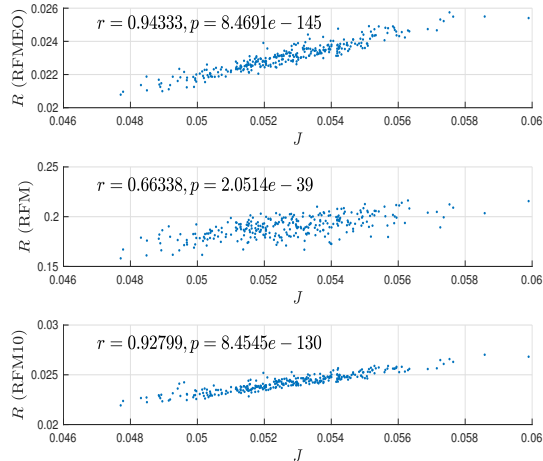 0.026
r = 0.94333, p = 8.4691e − 145
0.024
0.022
0.02
R (RFMEO)
0.046 0.048 0.05 0.052 0.054 0.056 0.058 0.06
J
0.25
r = 0.66338, p = 2.0514e − 39
0.2
0.15
R (RFM)
0.046 0.048 0.05 0.052 0.054 0.056 0.058 0.06
J
0.03
r = 0.92799, p = 8.4545e − 130
0.025
0.02
R (RFM10)
0.046 0.048 0.05 0.052 0.054 0.056 0.058 0.06
J